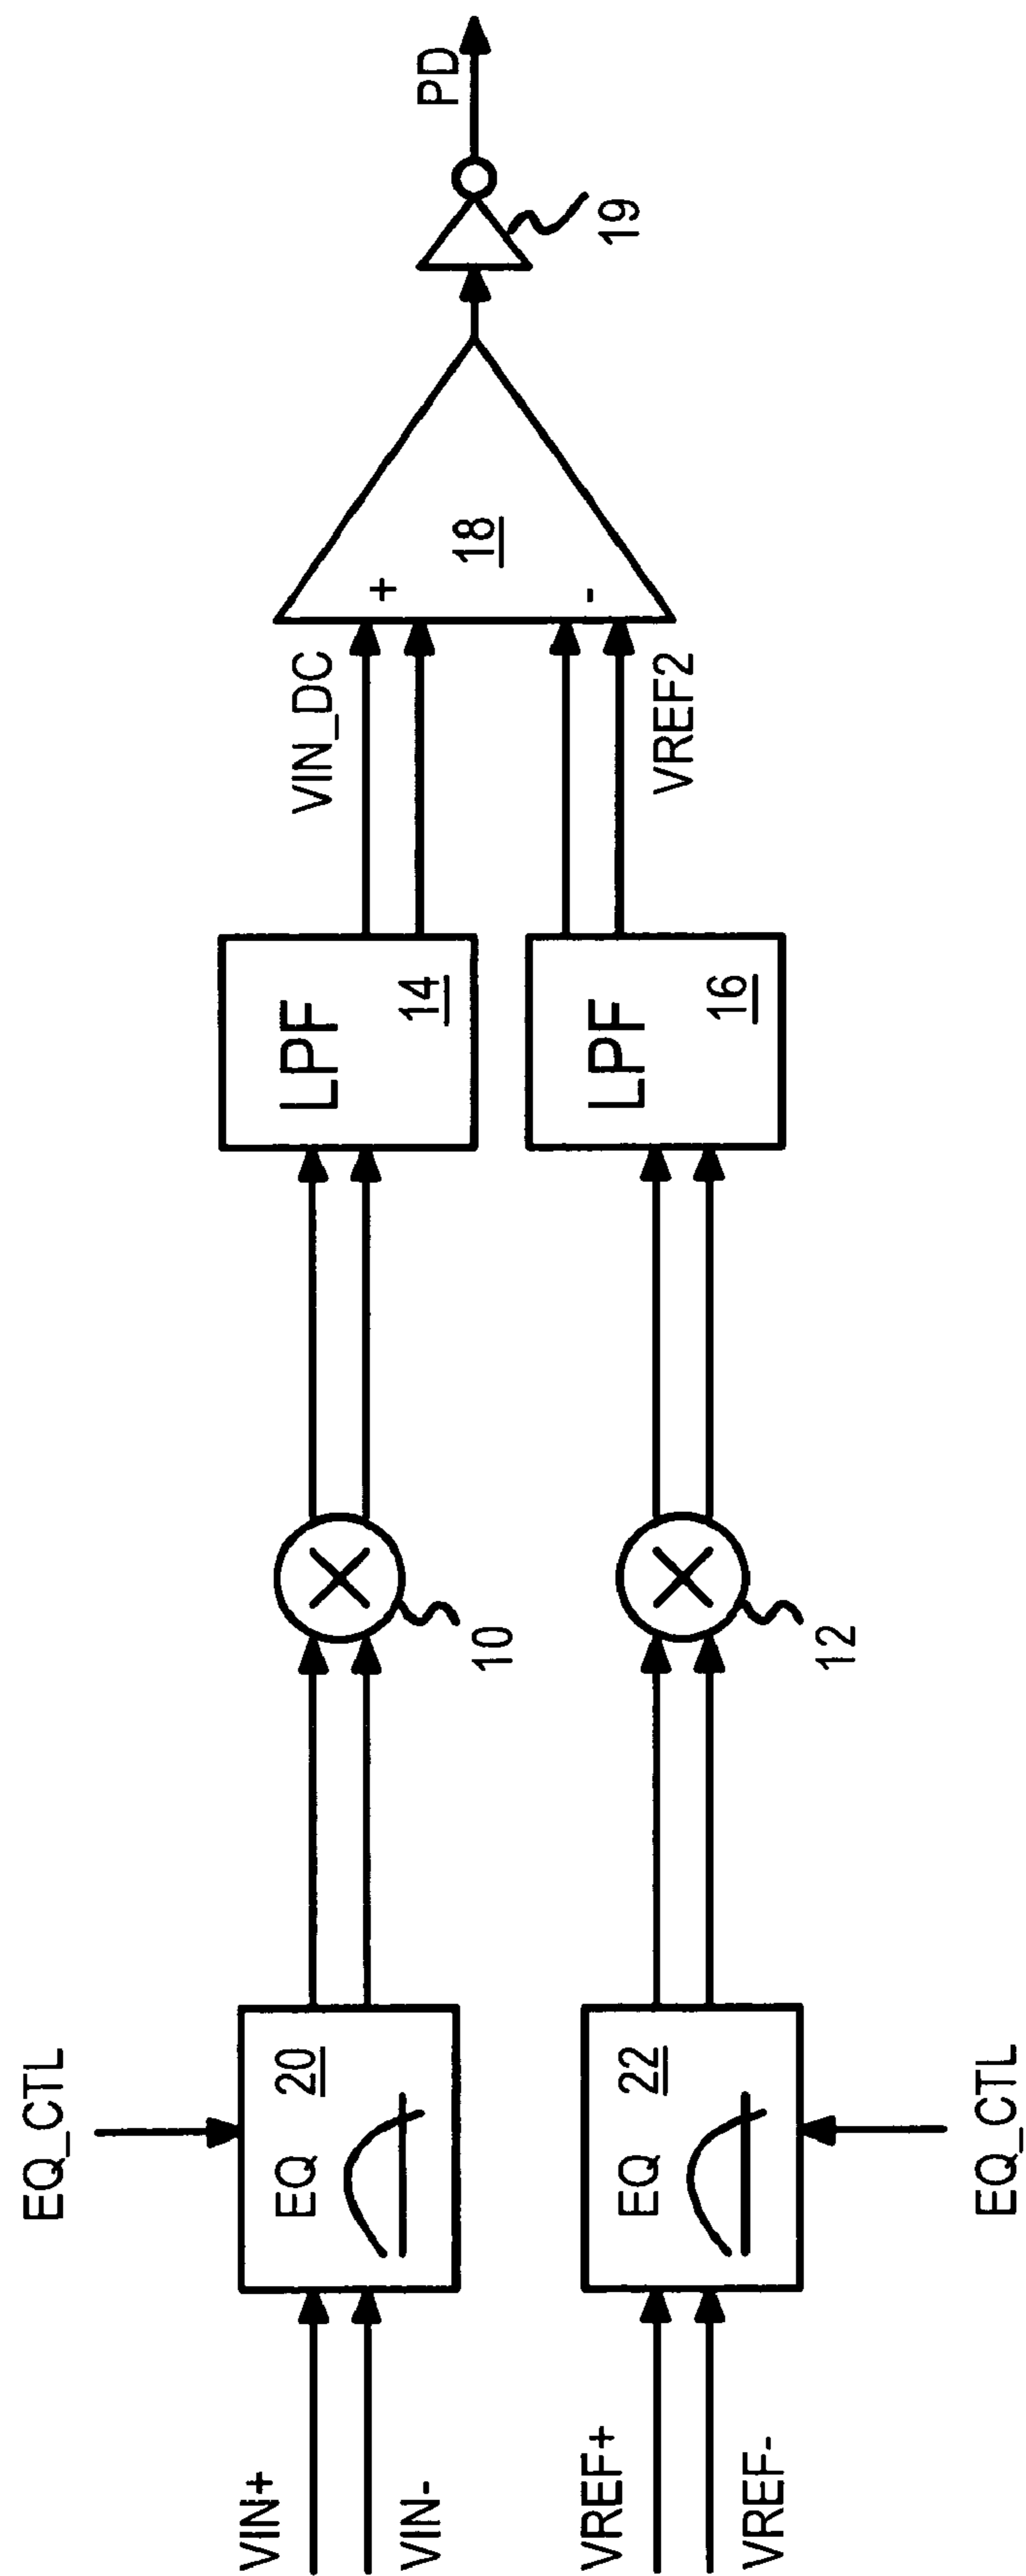 EQ_CTL
VIN+
VIN-
EQ
20
10
LPF
14
VIN_DC
+
18
-
19
PD
VREF+
VREF-
EQ
22
12
LPF
16
VREF2
EQ_CTL